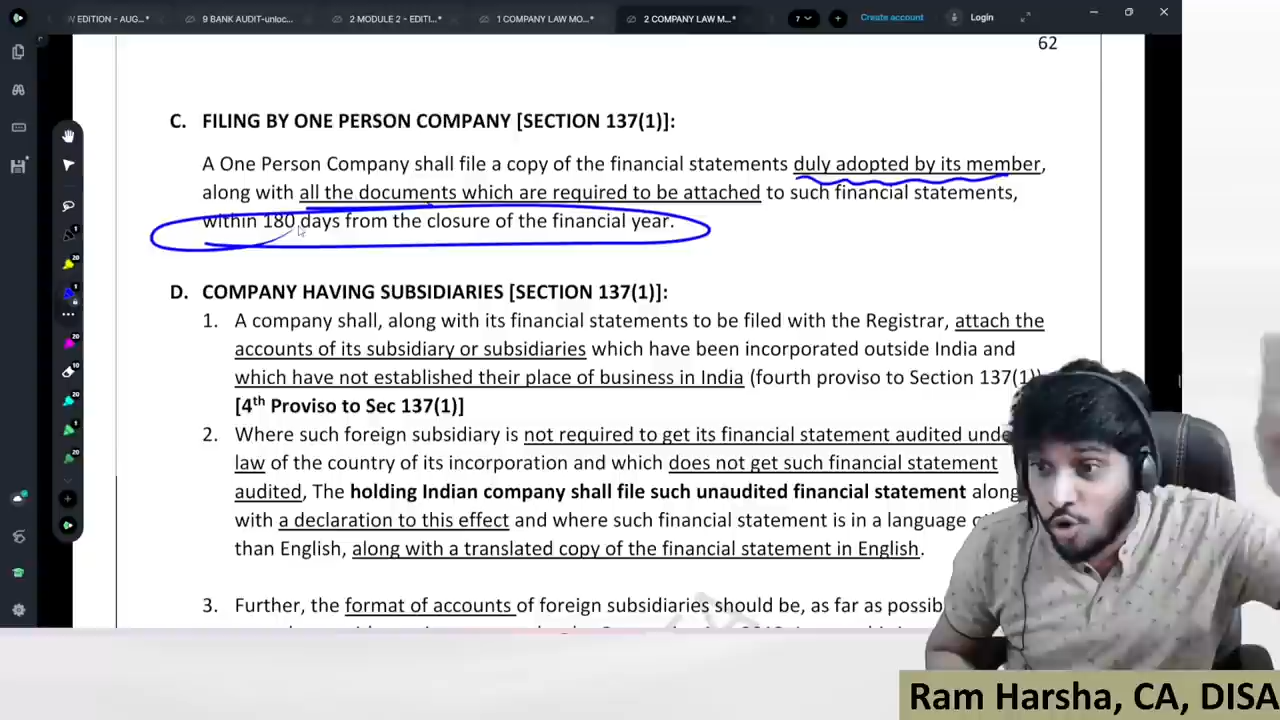 W EDITION - AUG...*
9 BANK AUDIT-unloc...
2 MODULE 2 - EDITI...*
1 COMPANY LAW MO...*
2 COMPANY LAW M...*
7
Create account
Login
62
C. FILING BY ONE PERSON COMPANY [SECTION 137(1)]:
A One Person Company shall file a copy of the financial statements duly adopted by its member,
along with all the documents which are required to be attached to such financial statements,
within 180 days from the closure of the financial year.
D. COMPANY HAVING SUBSIDIARIES [SECTION 137(1)]:
1. A company shall, along with its financial statements to be filed with the Registrar, attach the
accounts of its subsidiary or subsidiaries which have been incorporated outside India and
which have not established their place of business in India (fourth proviso to Section 137(1))
[4th Proviso to Sec 137(1)]
2. Where such foreign subsidiary is not required to get its financial statement audited unde
law of the country of its incorporation and which does not get such financial statement
audited, The holding Indian company shall file such unaudited financial statement along
with a declaration to this effect and where such financial statement is in a language
than English, along with a translated copy of the financial statement in English.
3. Further, the format of accounts of foreign subsidiaries should be, as far as possib
Ram Harsha, CA, DISA